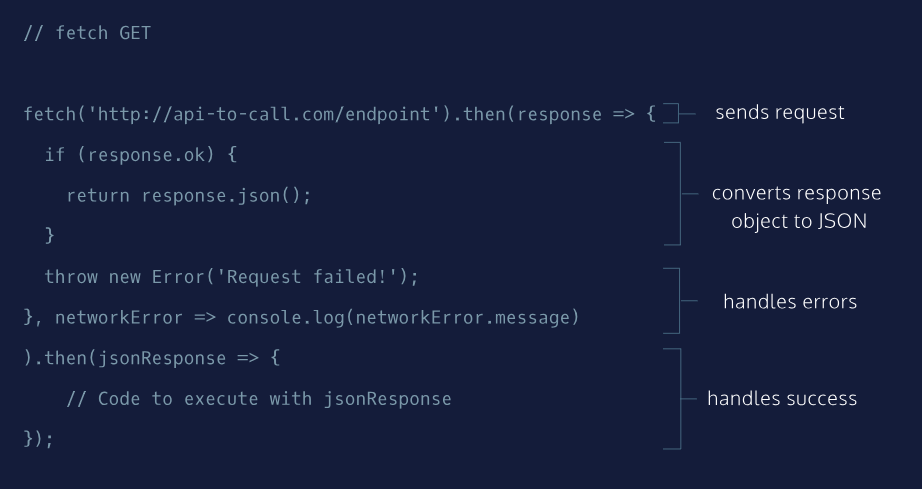 // fetch GET
fetch('http://api-to-call.com/endpoint').then(response => {
sends request
if (response.ok) {
return response.json();
}
converts response
object to JSON
throw new Error('Request failed!');
}, networkError => console.log(networkError.message)
handles errors
).then(jsonResponse => {
// Code to execute with jsonResponse
});
handles success